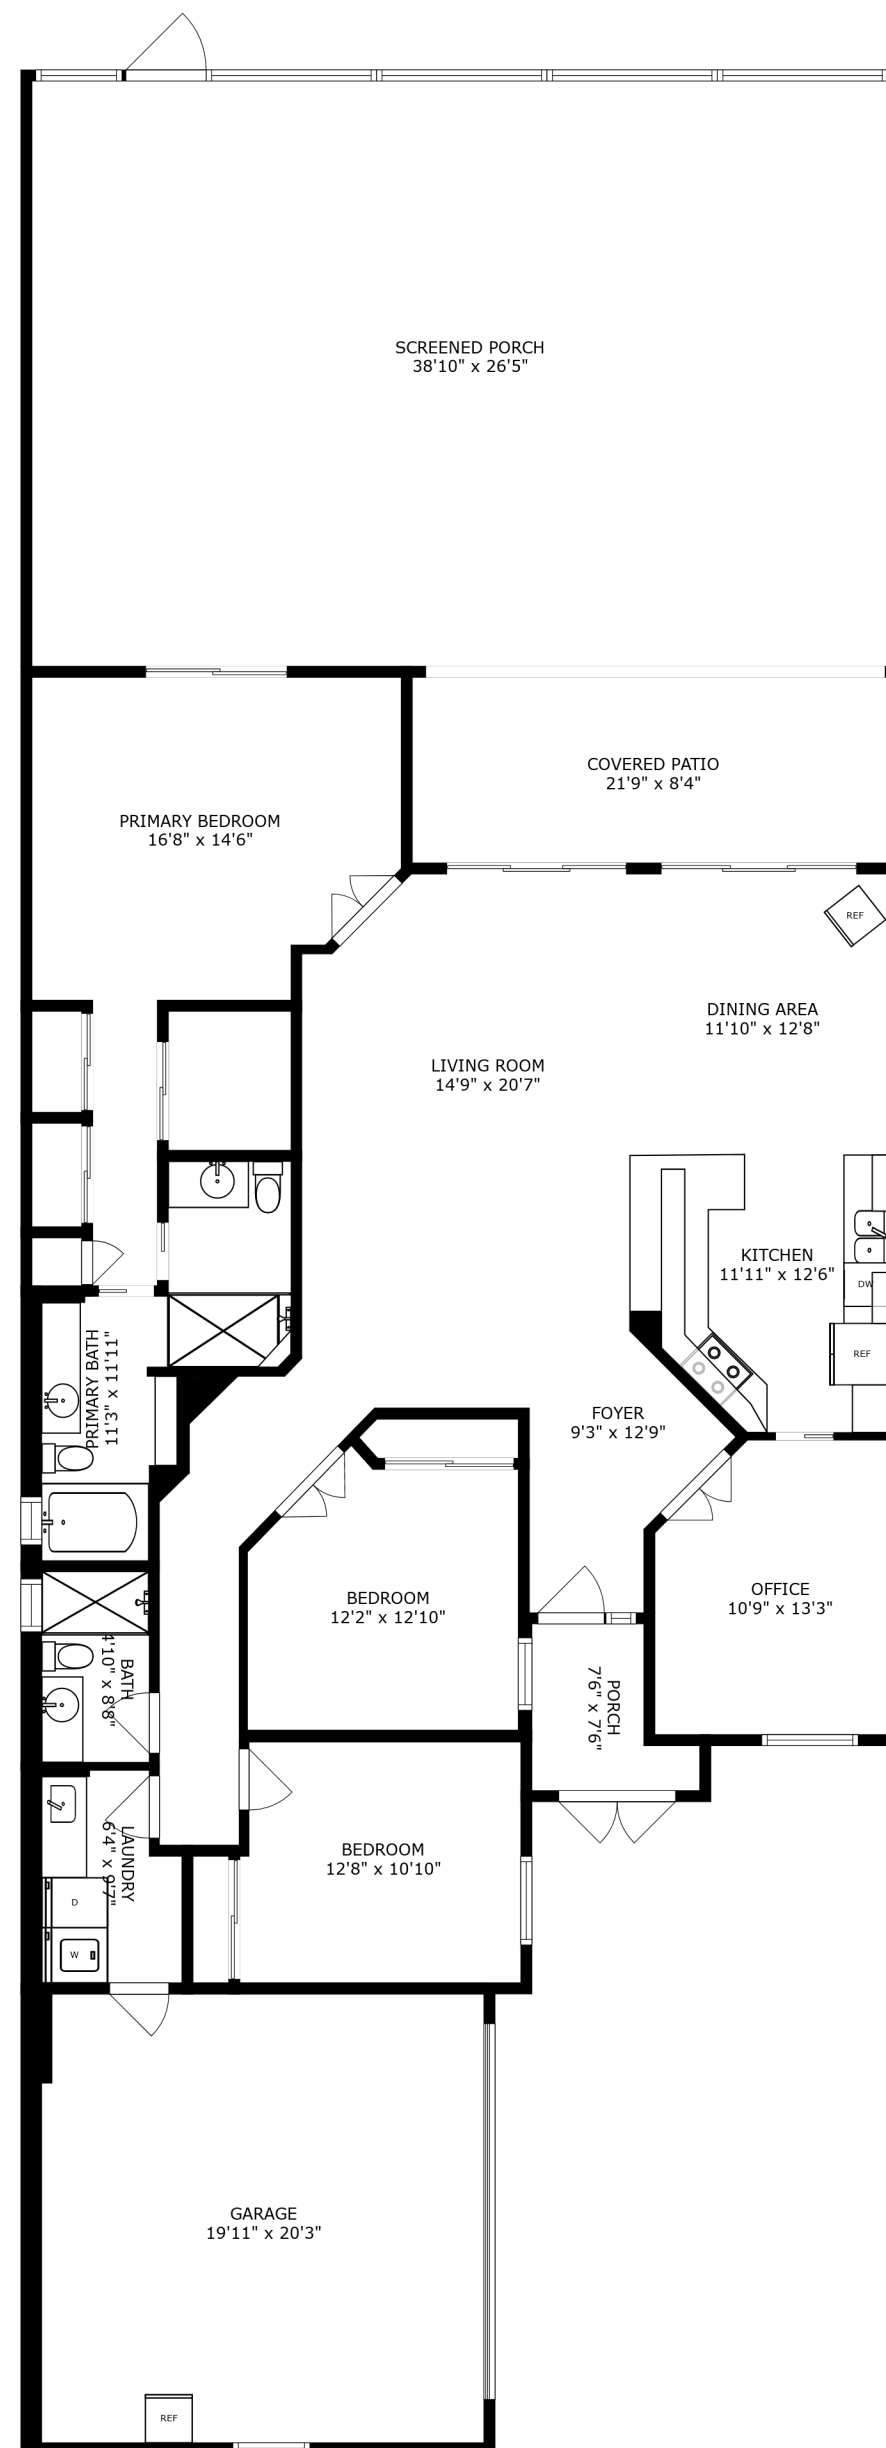 SCREENED PORCH
38'10" x 26'5"
COVERED PATIO
21'9" x 8'4"
PRIMARY BEDROOM
16'8" x 14'6"
REF
DINING AREA
11'10" x 12'8"
LIVING ROOM
14'9" x 20'7"
KITCHEN
11'11" x 12'6"
DW
REF
PRIMARY BATH
11'3" x 11'11"
FOYER
9'3" x 12'9"
BEDROOM
12'2" x 12'10"
OFFICE
10'9" x 13'3"
BATH
4'10" x 8'8"
PORCH
7'6" x 7'6"
LAUNDRY
6'4" x 9'7"
BEDROOM
12'8" x 10'10"
D
W
GARAGE
19'11" x 20'3"
REF